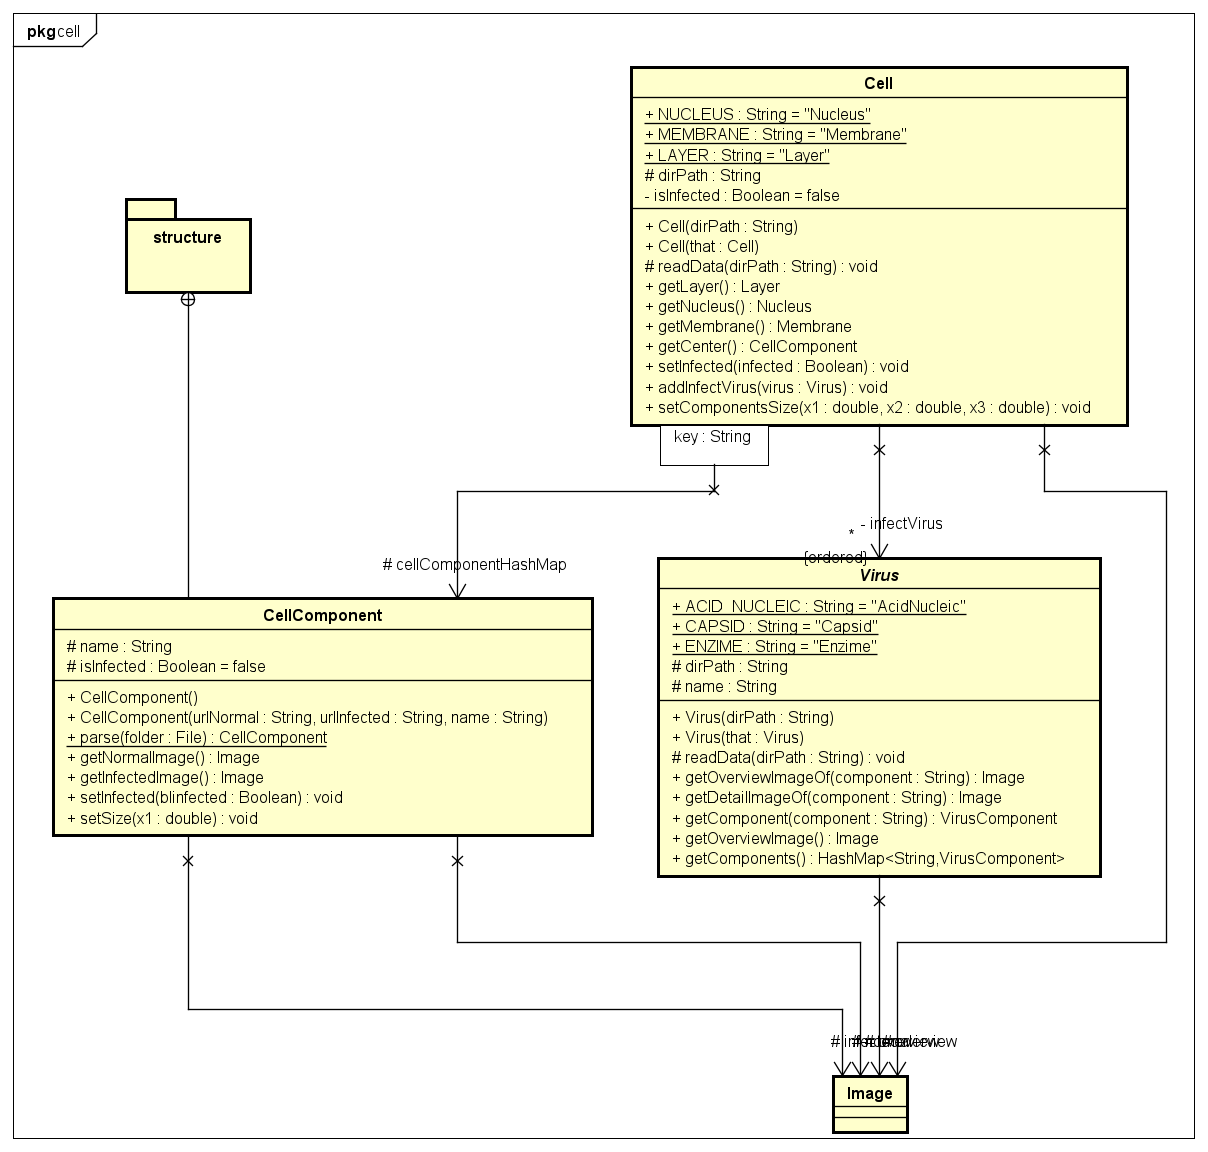 pkg cell
Cell
+ NUCLEUS : String = "Nucleus"
+ MEMBRANE : String = "Membrane"
+ LAYER : String = "Layer"
# dirPath : String
- isInfected : Boolean = false
+ Cell(dirPath : String)
+ Cell(that : Cell)
# readData(dirPath : String) : void
+ getLayer() : Layer
+ getNucleus() : Nucleus
+ getMembrane() : Membrane
+ getCenter() : CellComponent
+ setInfected(infected : Boolean) : void
+ addInfectVirus(virus : Virus) : void
+ setComponentsSize(x1 : double, x2 : double, x3 : double) : void
structure
key : String
- infectVirus
*
{ordered}
# cellComponentHashMap
CellComponent
# name : String
# isInfected : Boolean = false
+ CellComponent()
+ CellComponent(urlNormal : String, urlInfected : String, name : String)
+ parse(folder : File) : CellComponent
+ getNormalImage() : Image
+ getInfectedImage() : Image
+ setInfected(blinfected : Boolean) : void
+ setSize(x1 : double) : void
Virus
+ ACID_NUCLEIC : String = "AcidNucleic"
+ CAPSID : String = "Capsid"
+ ENZIME : String = "Enzime"
# dirPath : String
# name : String
+ Virus(dirPath : String)
+ Virus(that : Virus)
# readData(dirPath : String) : void
+ getOverviewImageOf(component : String) : Image
+ getDetailImageOf(component : String) : Image
+ getComponent(component : String) : VirusComponent
+ getOverviewImage() : Image
+ getComponents() : HashMap<String,VirusComponent>
Image